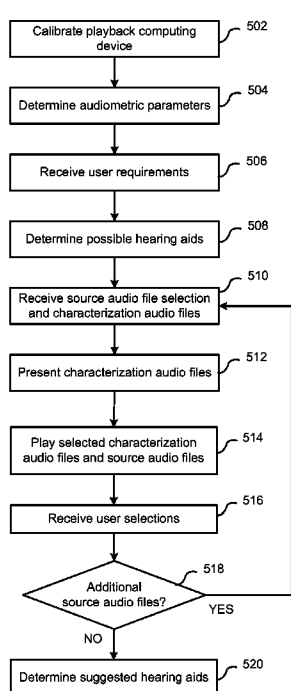 Calibrate playback computing
device
502
Determine audiometric parameters
504
Receive user requirements
506
Determine possible hearing aids
508
Receive source audio file selection
and characterization audio files
510
Present characterization audio files
512
Play selected characterization
audio files and source audio files
514
Receive user selections
516
Additional
source audio files?
518
YES
NO
Determine suggested hearing aids
520